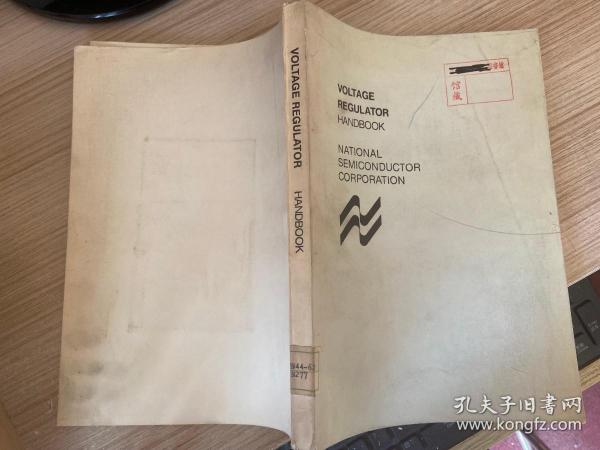 VOLTAGE REGULATOR HANDBOOK
VOLTAGE
REGULATOR
HANDBOOK
NATIONAL
SEMICONDUCTOR
CORPORATION
馆藏
孔夫子旧书网
www.kongfz.com